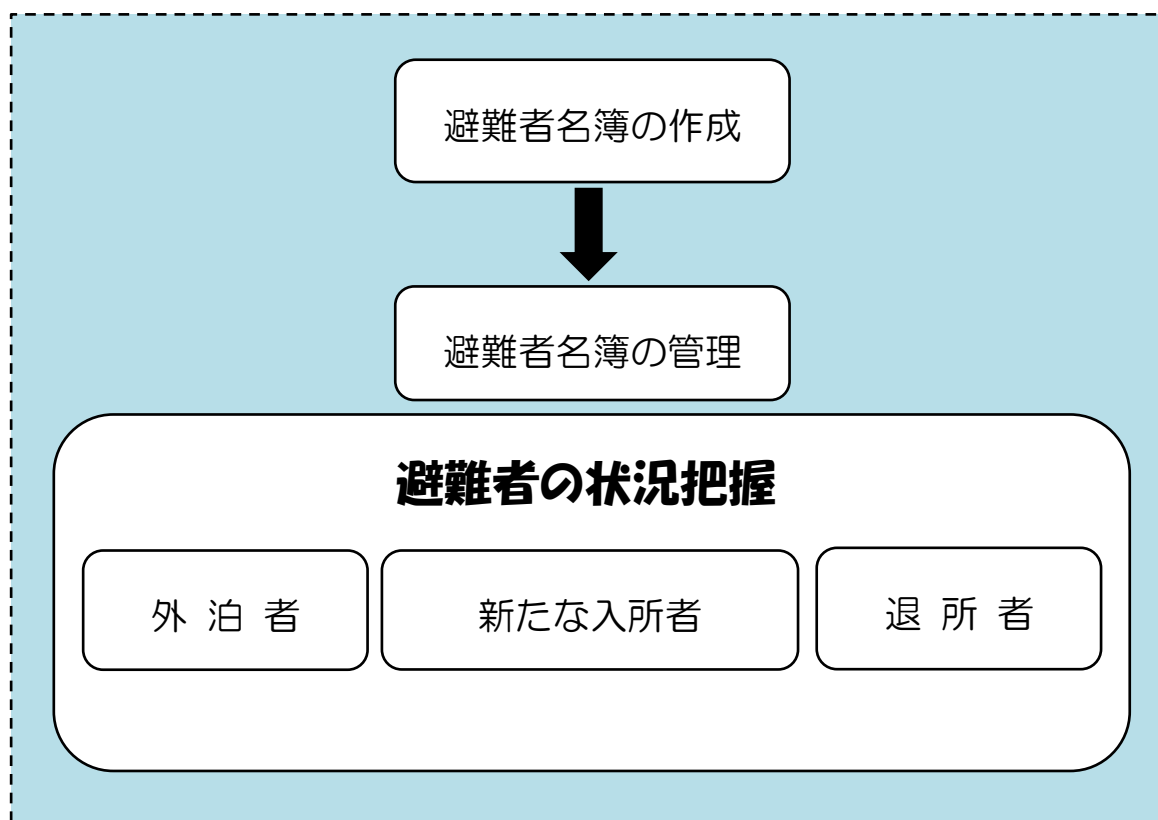 避難者名簿の作成
避難者名簿の管理
避難者の状況把握
外 泊 者
新たな入所者
退 所 者